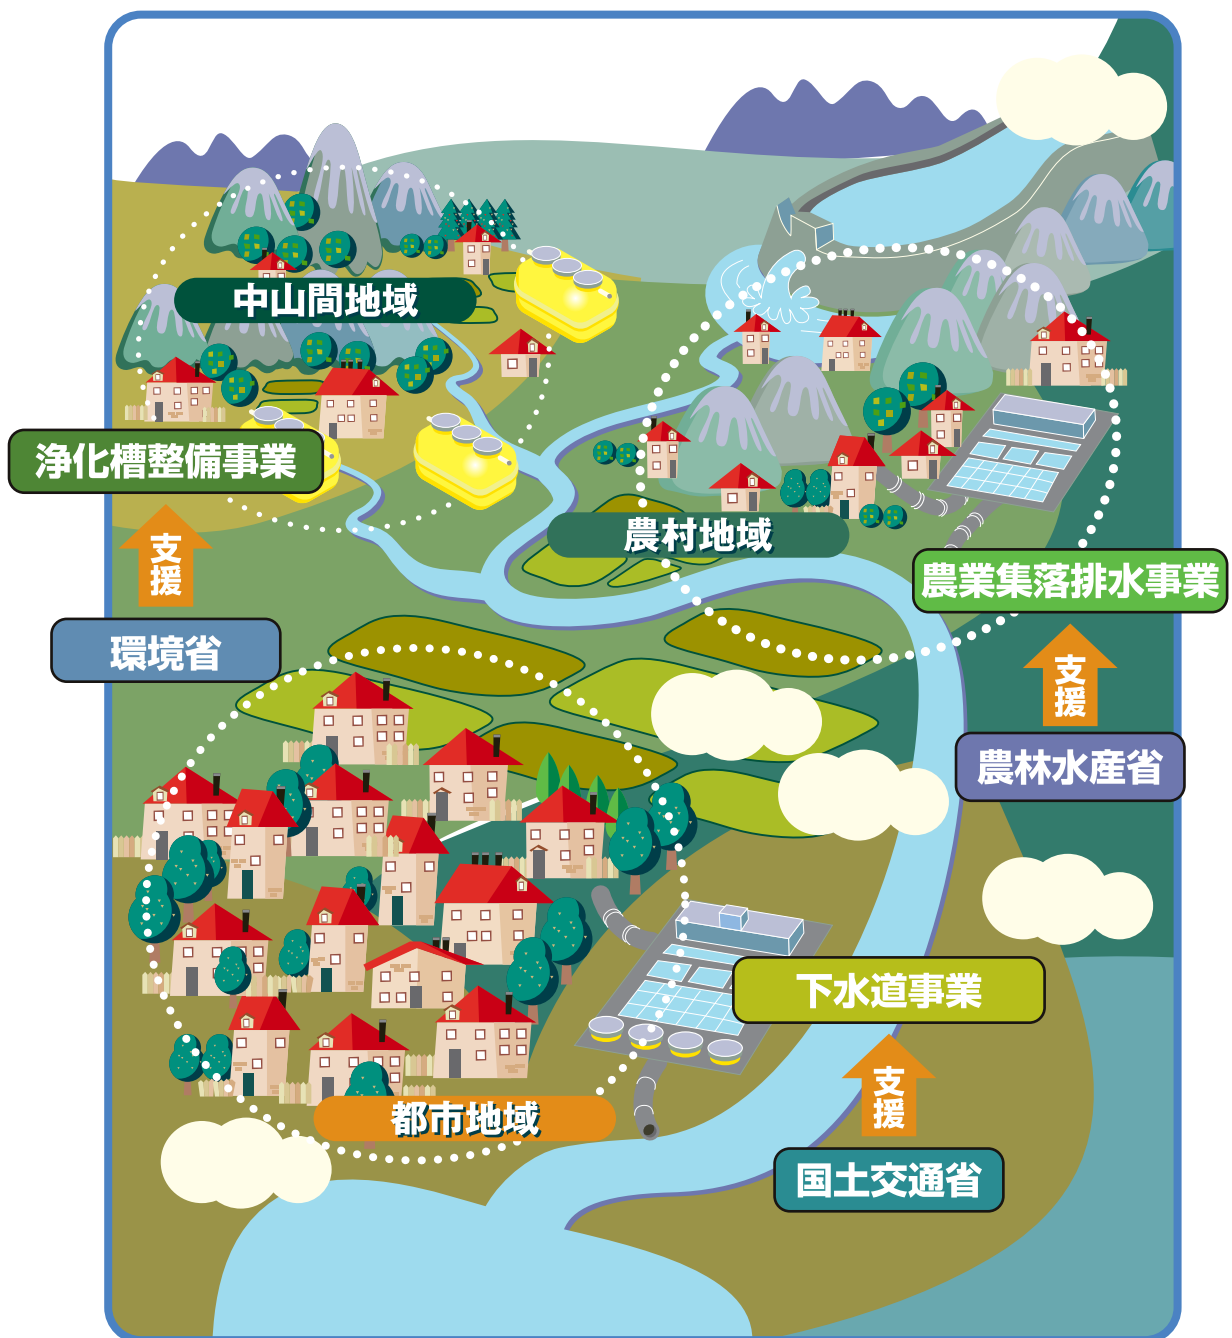 中山間地域
浄化槽整備事業
支援
環境省
農村地域
農業集落排水事業
支援
農林水産省
下水道事業
支援
国土交通省
都市地域